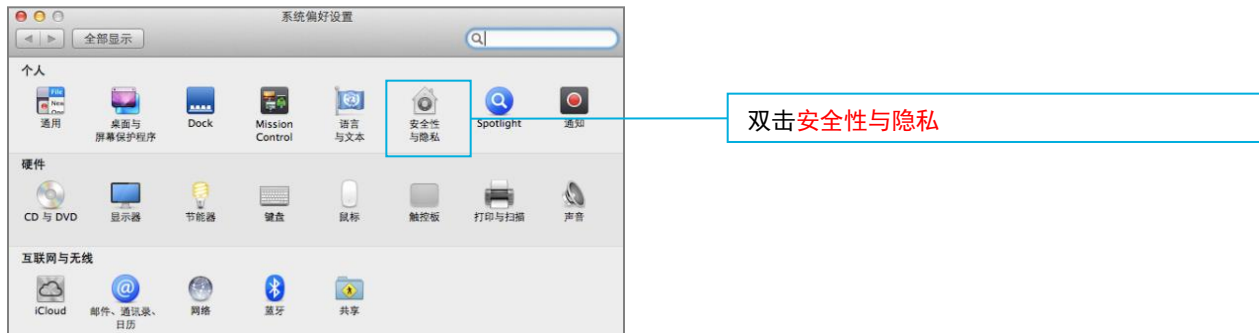 系统偏好设置
全部显示
个人
File
New
通用
桌面与
屏幕保护程序
Dock
Mission
Control
语言
与文本
安全性
与隐私
Spotlight
通知
双击安全性与隐私
硬件
CD 与 DVD
显示器
节能器
键盘
鼠标
触控板
打印与扫描
声音
互联网与无线
iCloud
邮件、通讯录、
日历
网络
蓝牙
共享